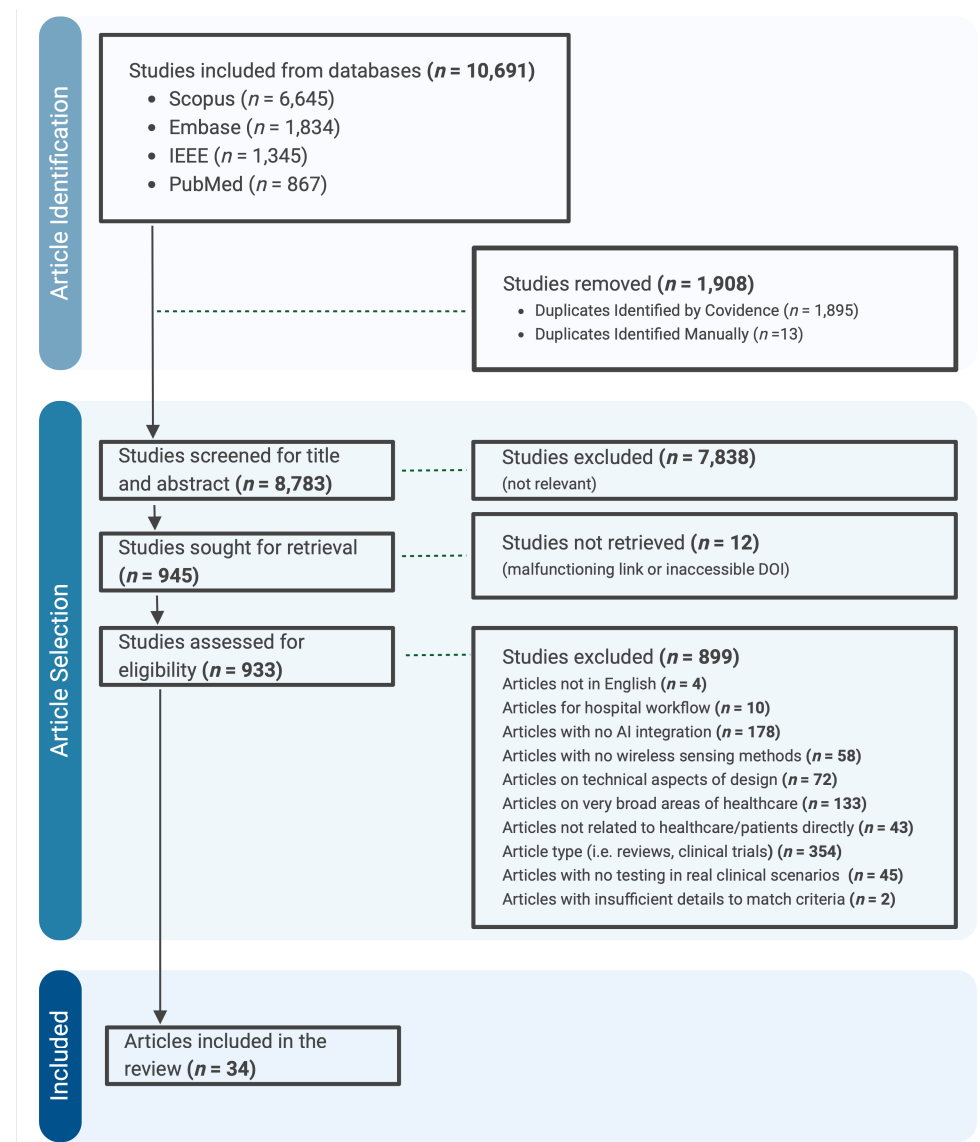 Article Identification
Studies included from databases (n = 10,691)
• Scopus (n = 6,645)
• Embase (n = 1,834)
• IEEE (n = 1,345)
• PubMed (n = 867)
Studies removed (n = 1,908)
• Duplicates Identified by Covidence (n = 1,895)
• Duplicates Identified Manually (n =13)
Article Selection
Studies screened for title
and abstract (n = 8,783)
Studies excluded (n = 7,838)
(not relevant)
Studies sought for retrieval
(n = 945)
Studies not retrieved (n = 12)
(malfunctioning link or inaccessible DOI)
Studies assessed for
eligibility (n = 933)
Studies excluded (n = 899)
Articles not in English (n = 4)
Articles for hospital workflow (n = 10)
Articles with no AI integration (n = 178)
Articles with no wireless sensing methods (n = 58)
Articles on technical aspects of design (n = 72)
Articles on very broad areas of healthcare (n = 133)
Articles not related to healthcare/patients directly (n = 43)
Article type (i.e. reviews, clinical trials) (n = 354)
Articles with no testing in real clinical scenarios (n = 45)
Articles with insufficient details to match criteria (n = 2)
Included
Articles included in the
review (n = 34)